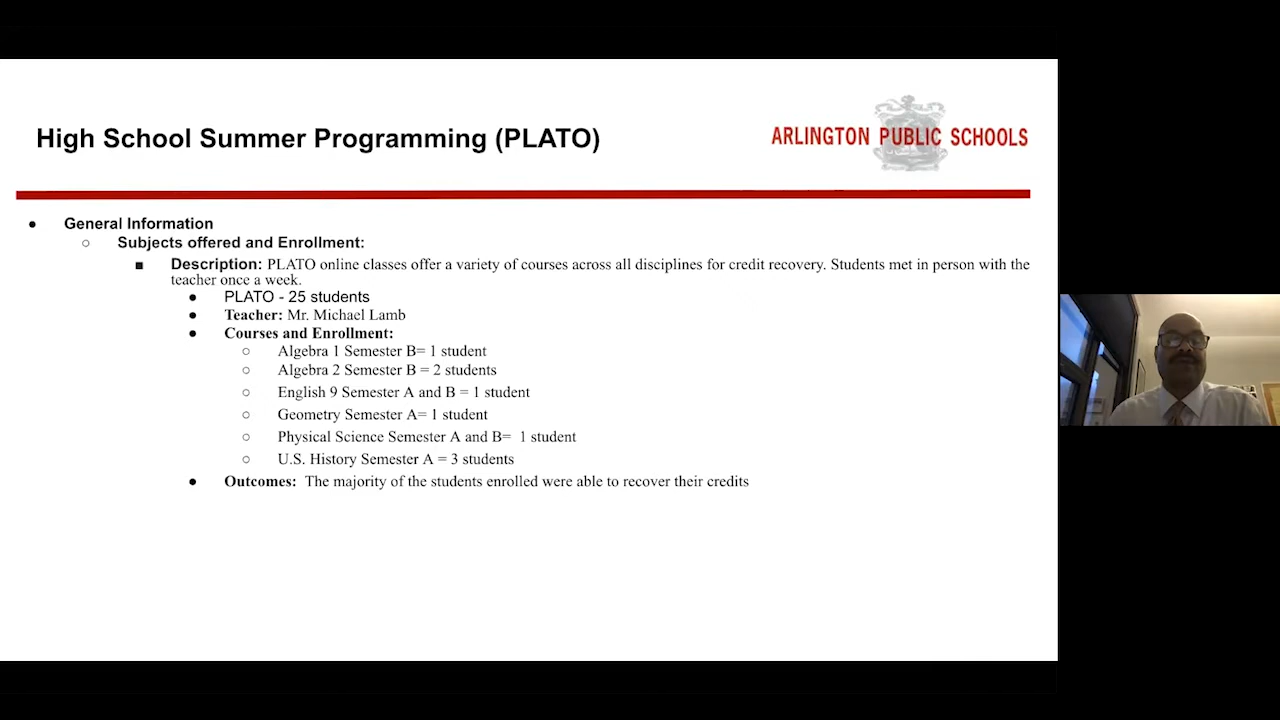 High School Summer Programming (PLATO)
ARLINGTON PUBLIC SCHOOLS
● General Information
○ Subjects offered and Enrollment:
■ Description: PLATO online classes offer a variety of courses across all disciplines for credit recovery. Students met in person with the
teacher once a week.
● PLATO - 25 students
● Teacher: Mr. Michael Lamb
● Courses and Enrollment:
○ Algebra 1 Semester B= 1 student
○ Algebra 2 Semester B = 2 students
○ English 9 Semester A and B = 1 student
○ Geometry Semester A= 1 student
○ Physical Science Semester A and B=  1 student
○ U.S. History Semester A = 3 students
● Outcomes:  The majority of the students enrolled were able to recover their credits